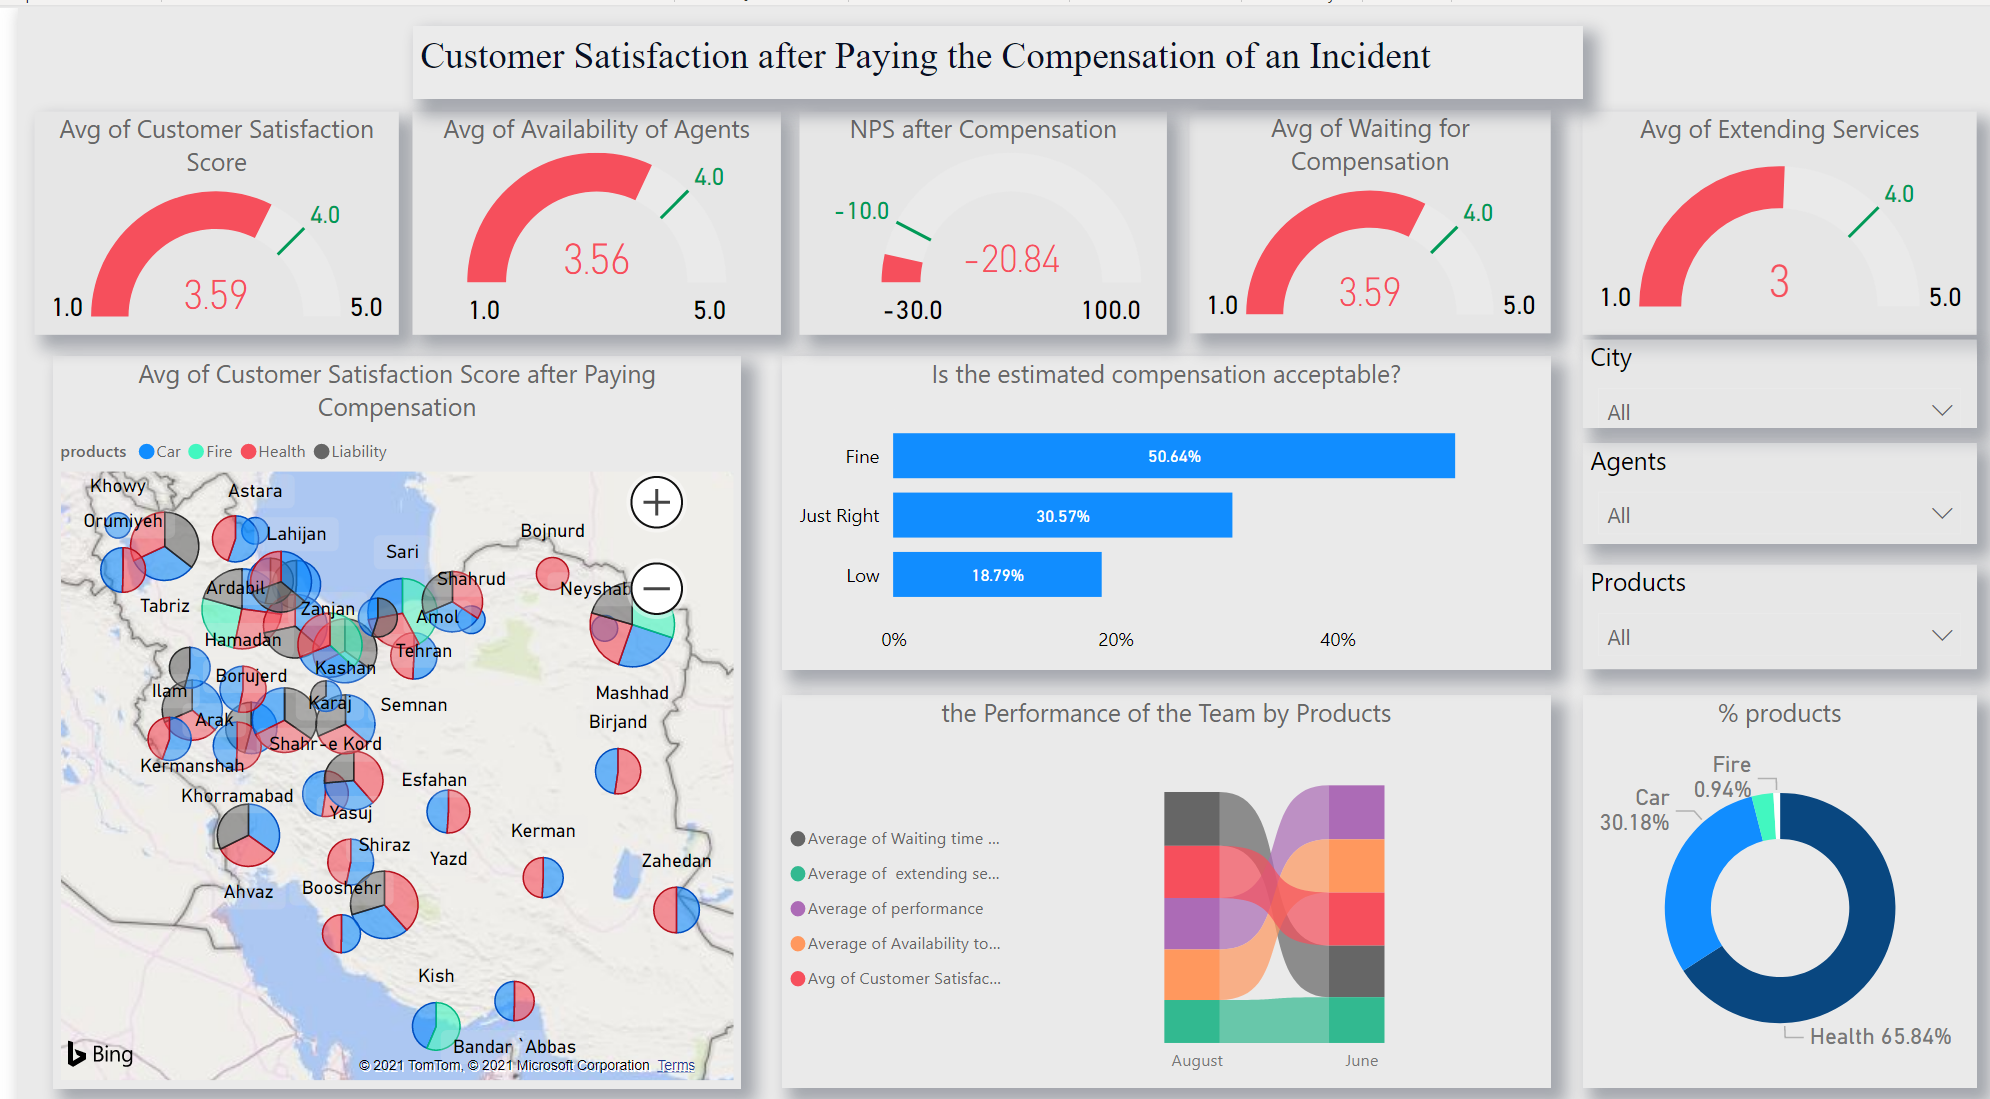 Customer Satisfaction after Paying the Compensation of an Incident
Avg of Customer Satisfaction
Score
4.0
3.59
1.0
5.0
Avg of Availability of Agents
4.0
3.56
1.0
5.0
NPS after Compensation
-10.0
-20.84
-30.0
100.0
Avg of Waiting for
Compensation
4.0
3.59
1.0
5.0
Avg of Extending Services
4.0
3
1.0
5.0
City
All
Agents
All
Products
All
Avg of Customer Satisfaction Score after Paying
Compensation
products Car Fire Health Liability
Khowy
Astara
Orumiyeh
Lahijan
Bojnurd
Sari
Shahrud
Ardabil
Neyshab
Tabriz
Zanjan
Amol
Hamadan
Tehran
Kashan
Borujerd
Ilam
Karaj
Semnan
Mashhad
Arak
Birjand
Shahr-e Kord
Kermanshah
Esfahan
Khorramabad
Yasuj
Kerman
Shiraz
Yazd
Zahedan
Ahvaz
Booshehr
Kish
Bandar `Abbas
Bing
© 2021 TomTom, © 2021 Microsoft Corporation Terms
Is the estimated compensation acceptable?
Fine
50.64%
Just Right
30.57%
Low
18.79%
0%
20%
40%
the Performance of the Team by Products
Average of Waiting time ...
Average of extending se...
Average of performance
Average of Availability to...
Avg of Customer Satisfac...
August
June
% products
Fire
0.94%
Car
30.18%
Health 65.84%